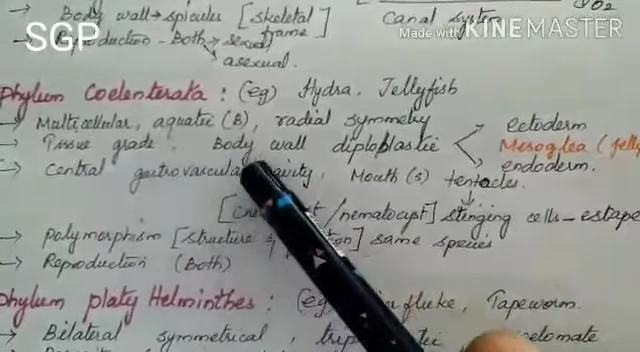 → Body wall → spicules [skeletal frame] Canal system
SGP
Made with KINEMASTER
Reproduction - Both → sexual
→ asexual.
Phylum Coelenterata : (eg) Hydra, Jellyfish
→ Multicellular, aquatic (B), radial symmetry
→ Tissue grade. Body wall diploblastic < ectoderm
Mesoglea (jelly
endoderm.
→ Central gastrovascular cavity, Mouth (s) tentacles.
/nematocyst] stinging cells - estape
→ Polymorphism [structure same species
→ Reproduction (Both)
Phylum platy Helminthes : (eg fluke, Tapeworm.
→ Bilateral symmetrical,